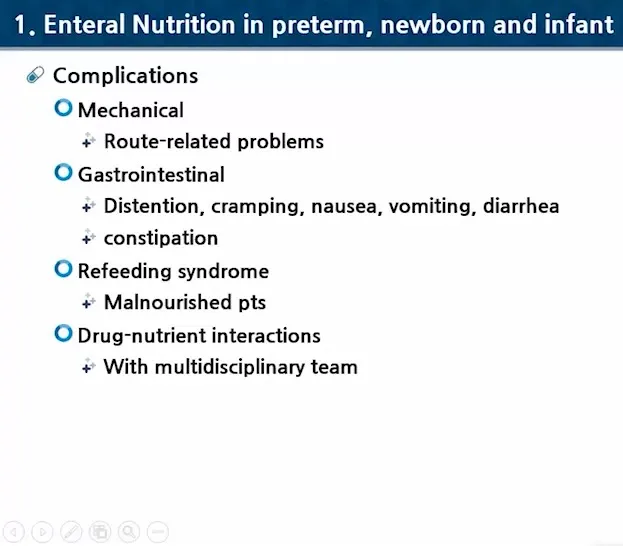 1. Enteral Nutrition in preterm, newborn and infant
Complications
Mechanical
Route-related problems
Gastrointestinal
Distention, cramping, nausea, vomiting, diarrhea
constipation
Refeeding syndrome
Malnourished pts
Drug-nutrient interactions
With multidisciplinary team